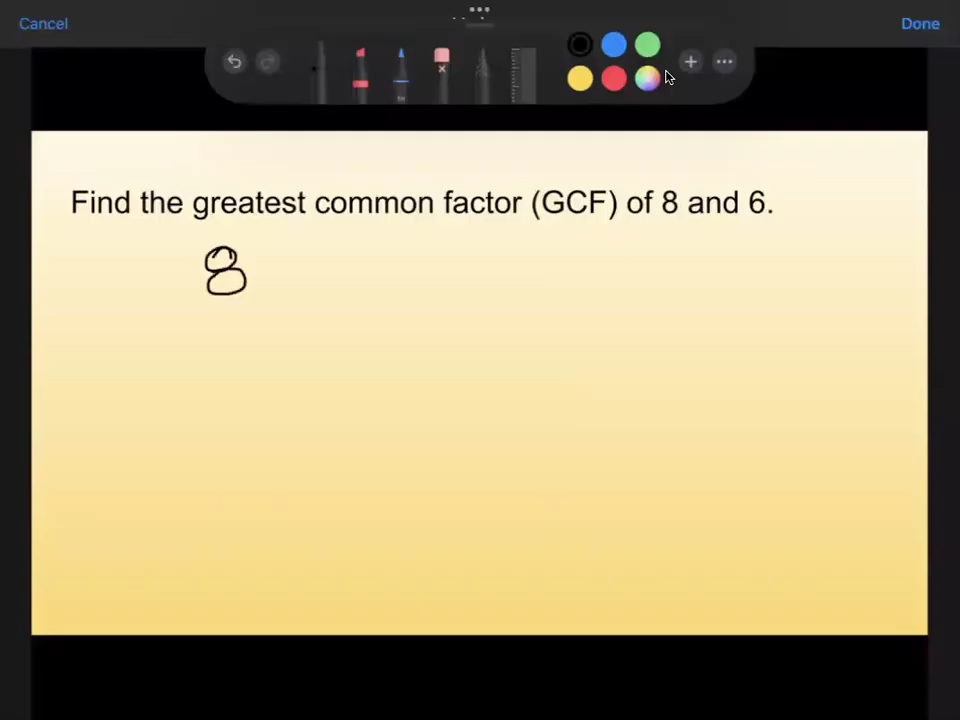 Cancel
Done
Find the greatest common factor (GCF) of 8 and 6.
8